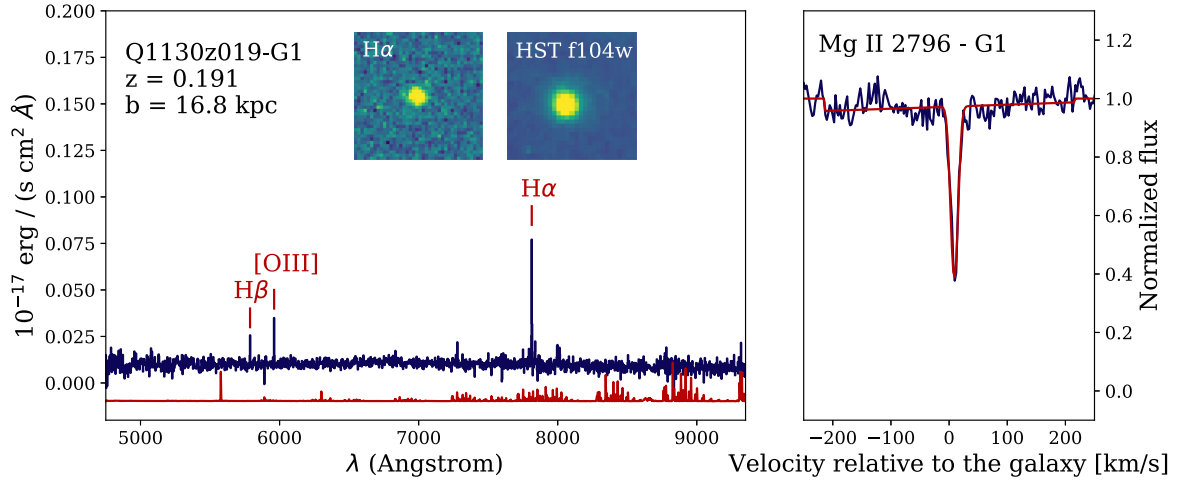 Q1130z019-G1
z = 0.191
b = 16.8 kpc
Hα
HST f104w
Hα
[OIII]
Hβ
0.200
0.175
0.150
0.125
0.100
0.075
0.050
0.025
0.000
10⁻¹⁷ erg / (s cm² Å)
5000
6000
7000
8000
9000
λ (Angstrom)
Mg II 2796 - G1
1.2
1.0
0.8
0.6
0.4
0.2
0.0
Normalized flux
−200
−100
0
100
200
Velocity relative to the galaxy [km/s]